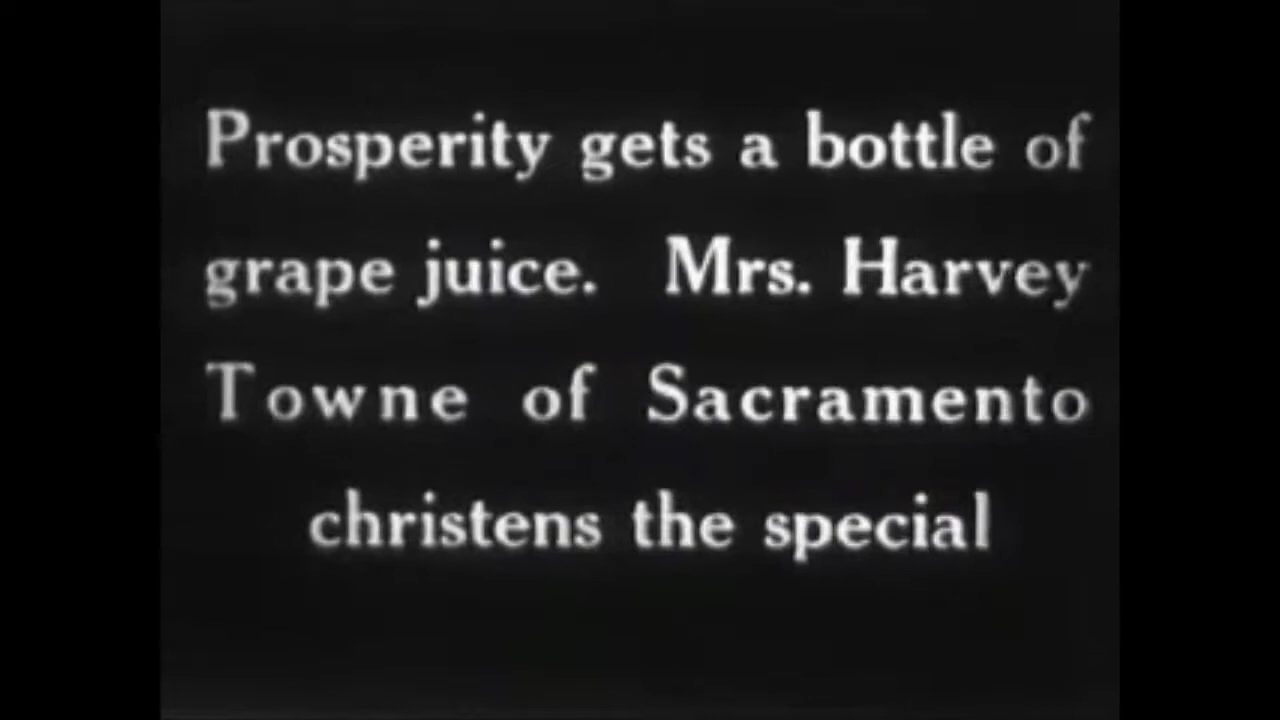 Prosperity gets a bottle of
grape juice. Mrs. Harvey
Towne of Sacramento
christens the special